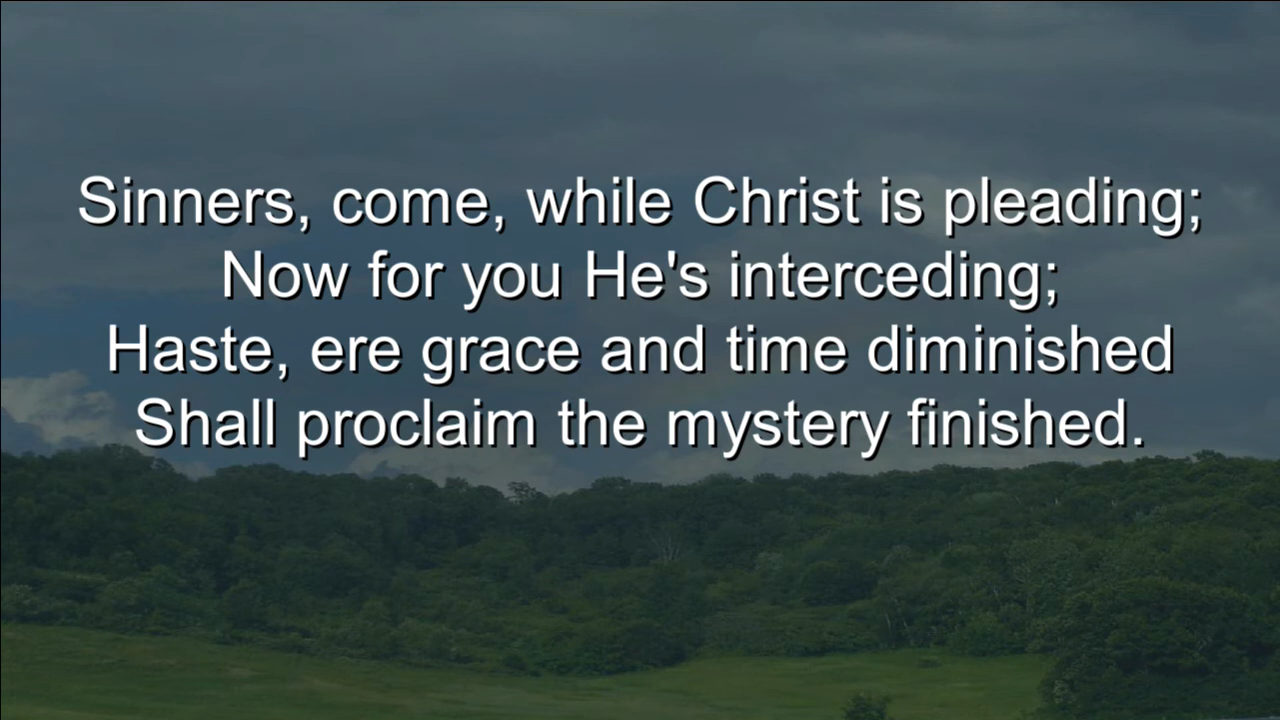 Sinners, come, while Christ is pleading;
Now for you He's interceding;
Haste, ere grace and time diminished
Shall proclaim the mystery finished.